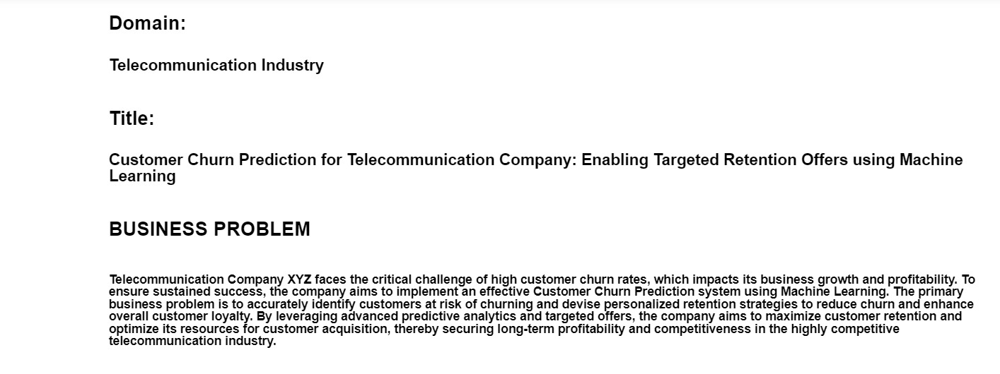 Domain:
Telecommunication Industry
Title:
Customer Churn Prediction for Telecommunication Company: Enabling Targeted Retention Offers using Machine
Learning
BUSINESS PROBLEM
Telecommunication Company XYZ faces the critical challenge of high customer churn rates, which impacts its business growth and profitability. To
ensure sustained success, the company aims to implement an effective Customer Churn Prediction system using Machine Learning. The primary
business problem is to accurately identify customers at risk of churning and devise personalized retention strategies to reduce churn and enhance
overall customer loyalty. By leveraging advanced predictive analytics and targeted offers, the company aims to maximize customer retention and
optimize its resources for customer acquisition, thereby securing long-term profitability and competitiveness in the highly competitive
telecommunication industry.